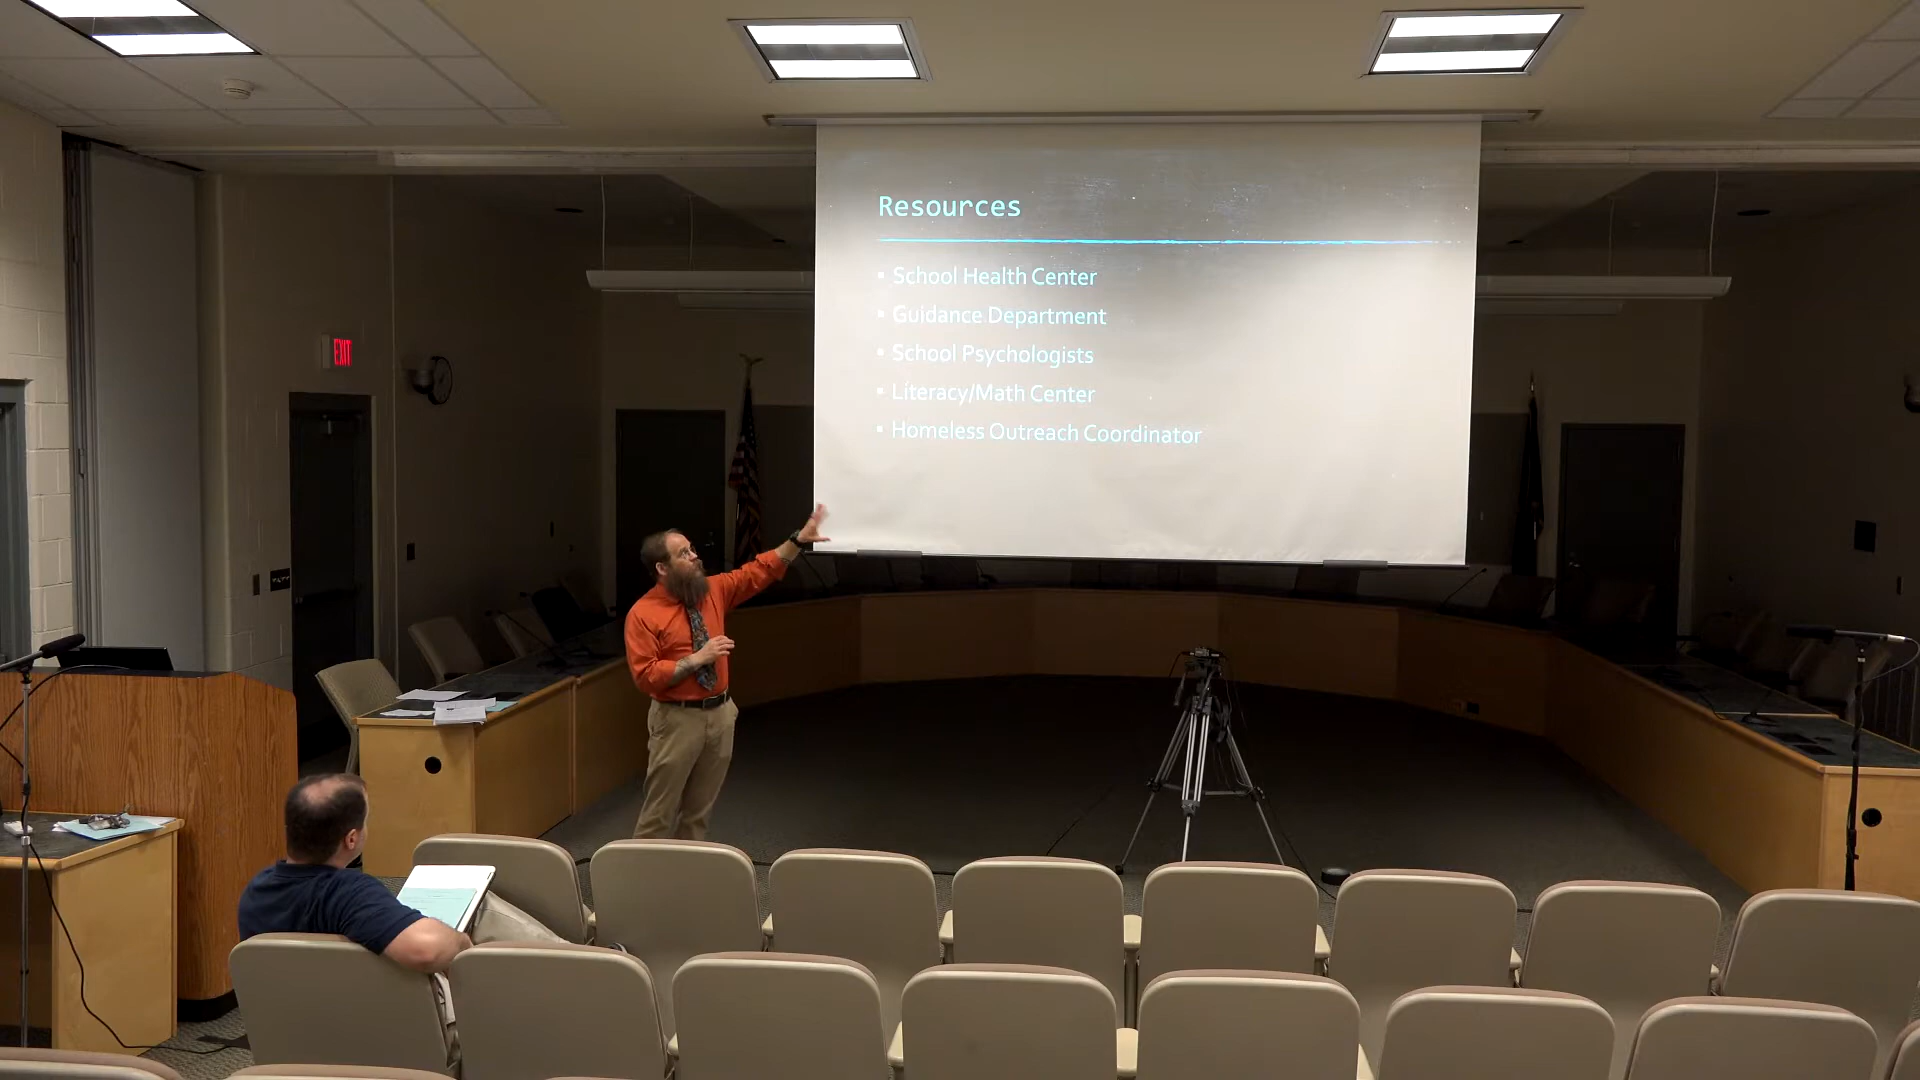 Resources
▪ School Health Center
▪ Guidance Department
▪ School Psychologists
▪ Literacy/Math Center
▪ Homeless Outreach Coordinator
EXIT